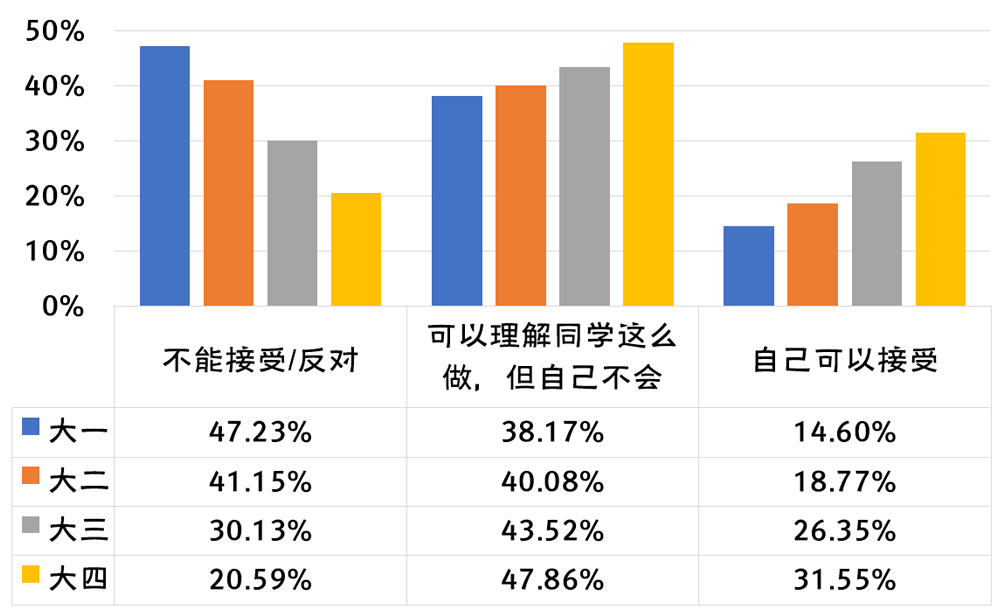 50%
40%
30%
20%
10%
0%
不能接受/反对
可以理解同学这么
做，但自己不会
自己可以接受
大一 47.23% 38.17% 14.60%
大二 41.15% 40.08% 18.77%
大三 30.13% 43.52% 26.35%
大四 20.59% 47.86% 31.55%